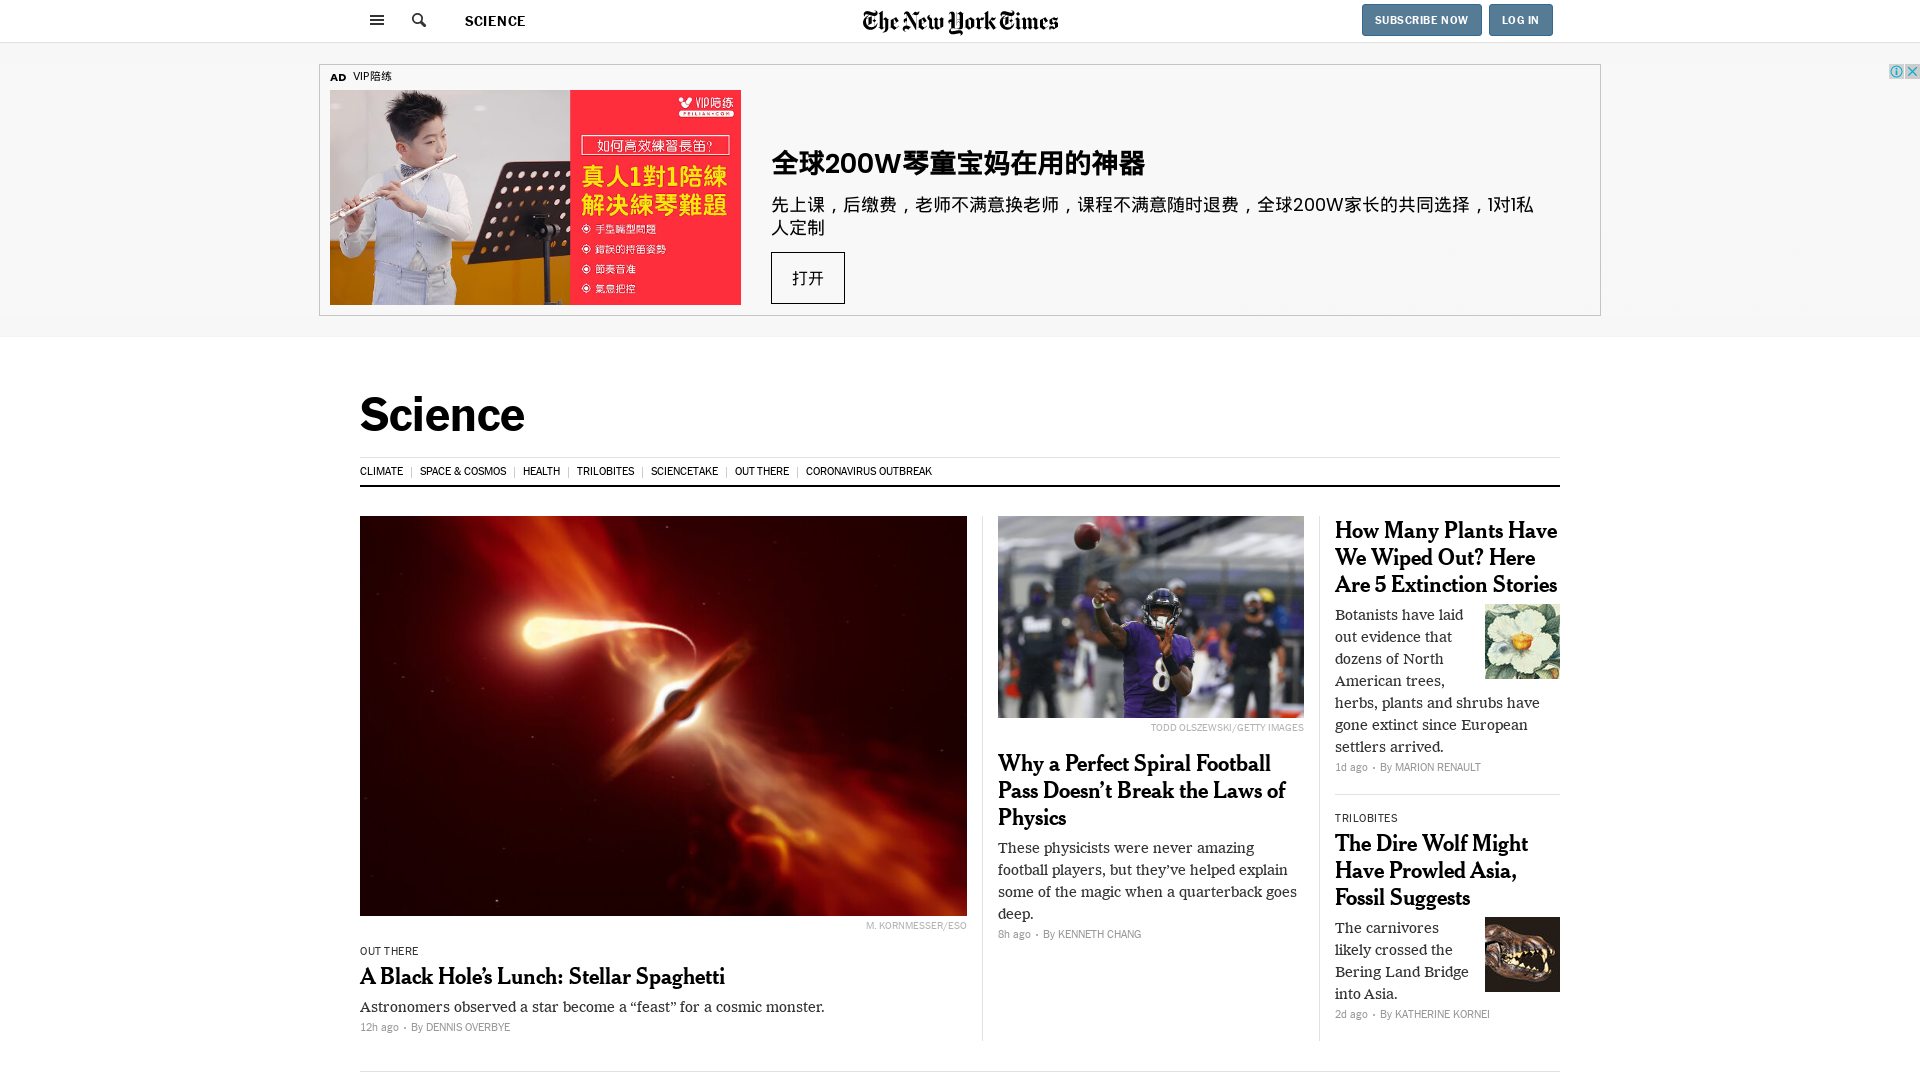 SCIENCE
The New York Times
SUBSCRIBE NOW
LOG IN
AD VIP陪练
VIP陪练
PEILIAN•COM
如何高效練習長笛?
真人1對1陪練
解决練琴難題
手型嘴型問題
錯誤的持笛姿勢
節奏音准
氣息把控
全球200W琴童宝妈在用的神器
先上课，后缴费，老师不满意换老师，课程不满意随时退费，全球200W家长的共同选择，1对1私
人定制
打开
Science
CLIMATE
SPACE & COSMOS
HEALTH
TRILOBITES
SCIENCETAKE
OUT THERE
CORONAVIRUS OUTBREAK
M. KORNMESSER/ESO
OUT THERE
A Black Hole’s Lunch: Stellar Spaghetti
Astronomers observed a star become a “feast” for a cosmic monster.
12h ago • By DENNIS OVERBYE
8
TODD OLSZEWSKI/GETTY IMAGES
Why a Perfect Spiral Football
Pass Doesn’t Break the Laws of
Physics
These physicists were never amazing
football players, but they’ve helped explain
some of the magic when a quarterback goes
deep.
8h ago • By KENNETH CHANG
How Many Plants Have
We Wiped Out? Here
Are 5 Extinction Stories
Botanists have laid
out evidence that
dozens of North
American trees,
herbs, plants and shrubs have
gone extinct since European
settlers arrived.
1d ago • By MARION RENAULT
TRILOBITES
The Dire Wolf Might
Have Prowled Asia,
Fossil Suggests
The carnivores
likely crossed the
Bering Land Bridge
into Asia.
2d ago • By KATHERINE KORNEI